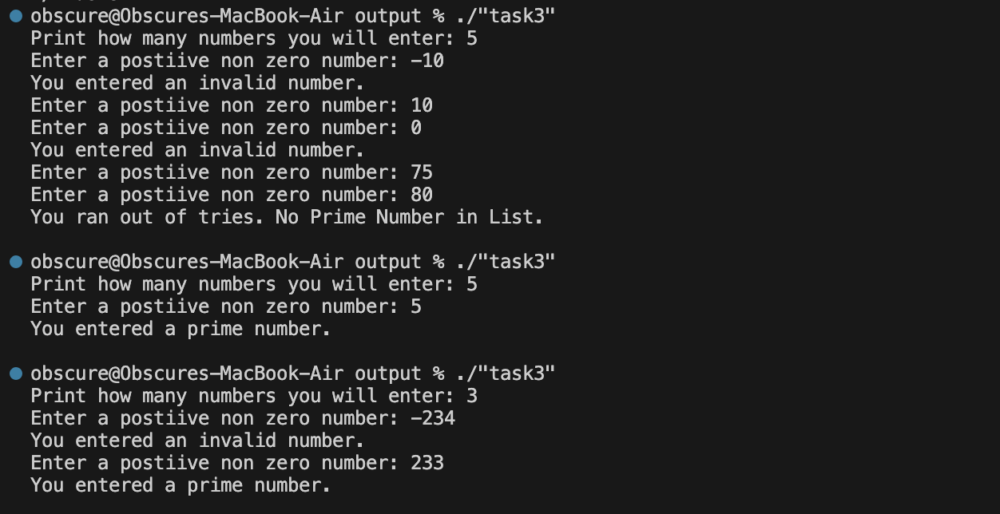 obscure@Obscures-MacBook-Air output % ./"task3"
Print how many numbers you will enter: 5
Enter a postiive non zero number: -10
You entered an invalid number.
Enter a postiive non zero number: 10
Enter a postiive non zero number: 0
You entered an invalid number.
Enter a postiive non zero number: 75
Enter a postiive non zero number: 80
You ran out of tries. No Prime Number in List.
obscure@Obscures-MacBook-Air output % ./"task3"
Print how many numbers you will enter: 5
Enter a postiive non zero number: 5
You entered a prime number.
obscure@Obscures-MacBook-Air output % ./"task3"
Print how many numbers you will enter: 3
Enter a postiive non zero number: -234
You entered an invalid number.
Enter a postiive non zero number: 233
You entered a prime number.